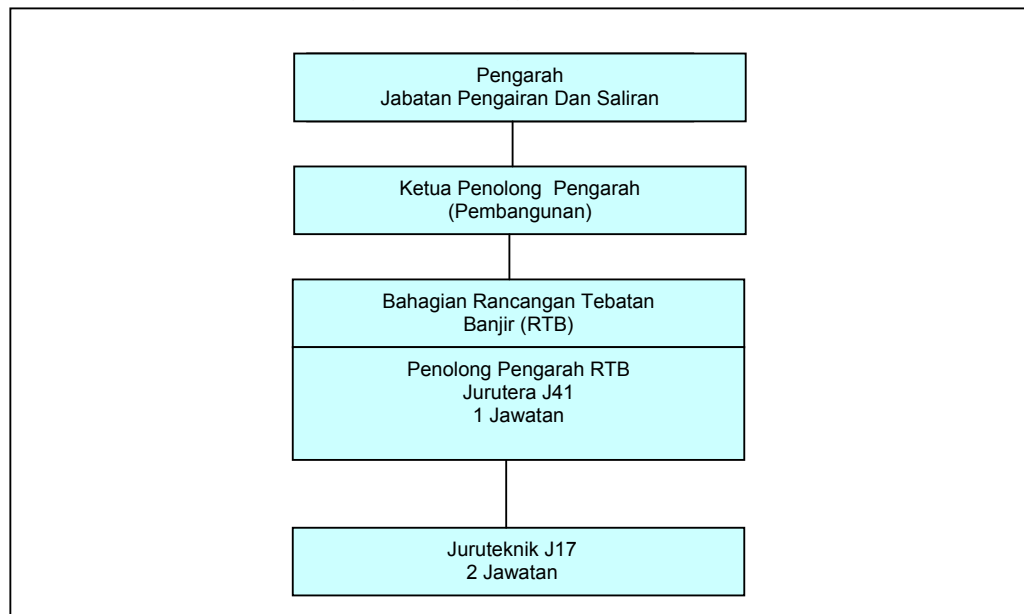 Pengarah
Jabatan Pengairan Dan Saliran
Ketua Penolong Pengarah
(Pembangunan)
Bahagian Rancangan Tebatan
Banjir (RTB)
Penolong Pengarah RTB
Jurutera J41
1 Jawatan
Juruteknik J17
2 Jawatan